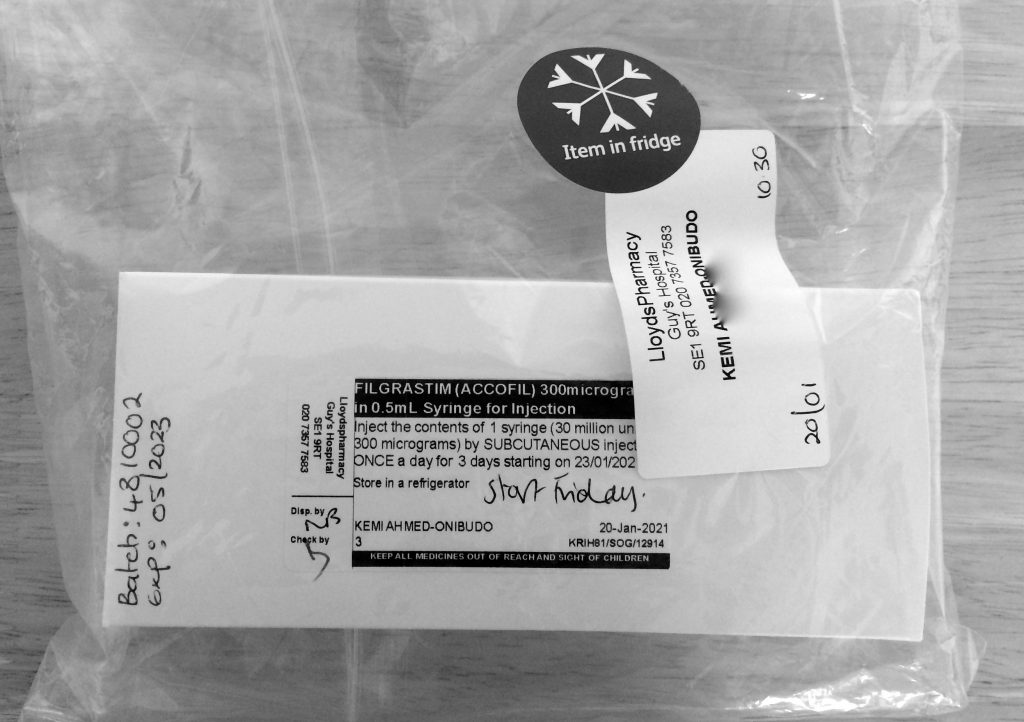 Item in fridge
LloydsPharmacy
Guy's Hospital
SE1 9RT 020 7357 7583
KEMI AHMED-ONIBUDO
10 30
20/01
Batch: 4810002
Exp: 05/2023
Lloydspharmacy
Guy's Hospital
SE1 9RT
020 7357 7583
Disp. by
Check by
FILGRASTIM (ACCOFIL) 300microgra
in 0.5mL Syringe for Injection
Inject the contents of 1 syringe (30 million un
300 micrograms) by SUBCUTANEOUS inject
ONCE a day for 3 days starting on 23/01/202
Store in a refrigerator
Start Friday.
KEMI AHMED-ONIBUDO 20-Jan-2021
3 KRIH81/SOG/12914
KEEP ALL MEDICINES OUT OF REACH AND SIGHT OF CHILDREN